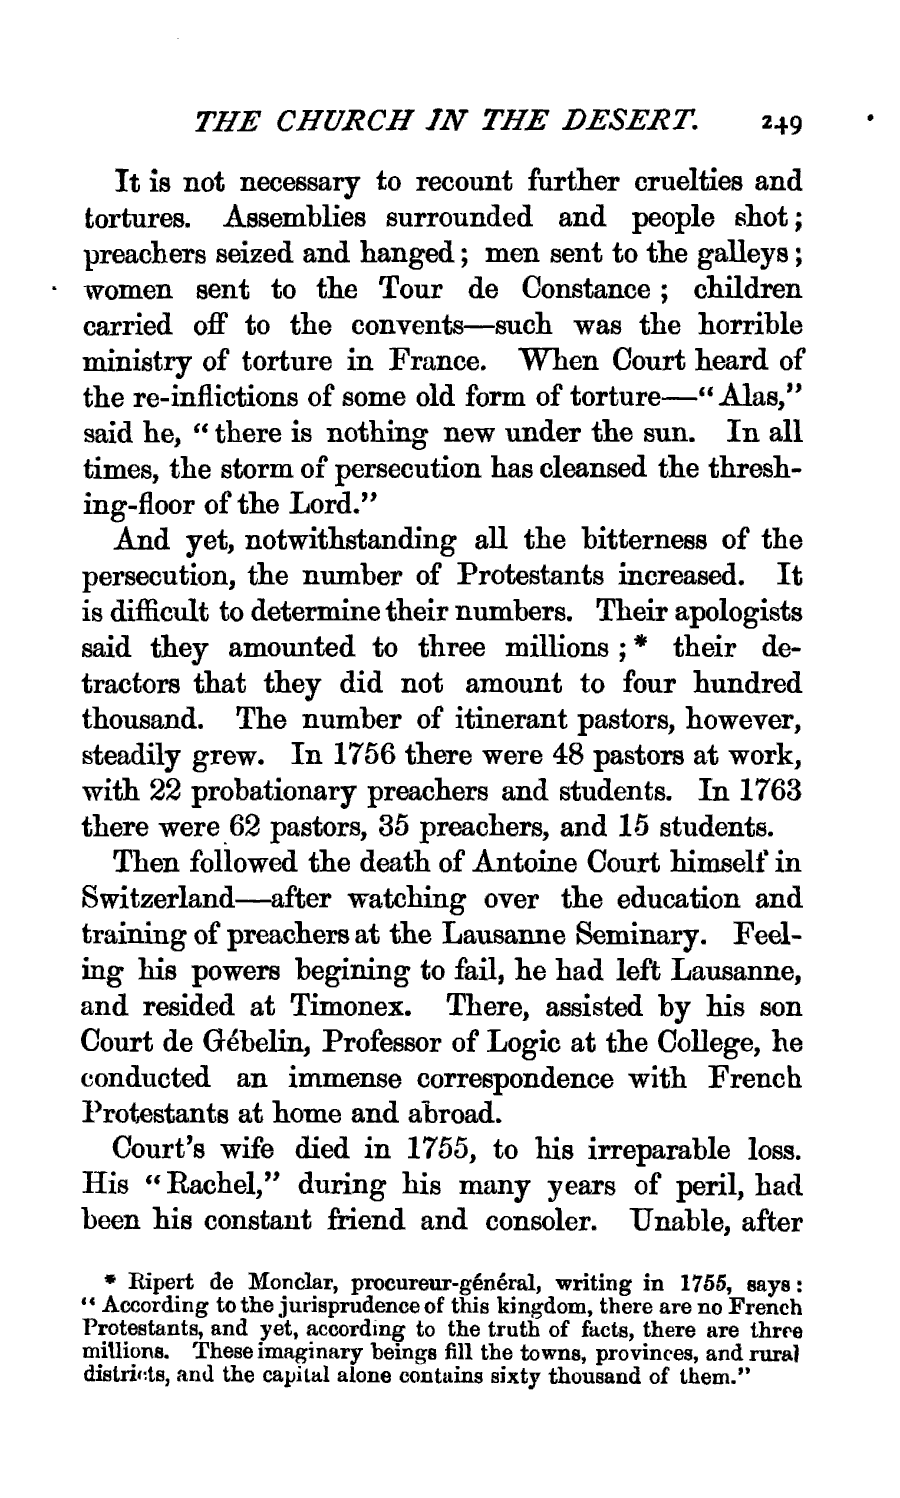 THE CHURCH IN THE DESERT. 249
It is not necessary to recount further cruelties and
tortures. Assemblies surrounded and people shot;
preachers seized and hanged; men sent to the galleys;
women sent to the Tour de Constance; children
carried off to the convents—such was the horrible
ministry of torture in France. When Court heard of
the re-inflictions of some old form of torture—“Alas,”
said he, “there is nothing new under the sun. In all
times, the storm of persecution has cleansed the thresh-
ing-floor of the Lord.”
And yet, notwithstanding all the bitterness of the
persecution, the number of Protestants increased. It
is difficult to determine their numbers. Their apologists
said they amounted to three millions;* their de-
tractors that they did not amount to four hundred
thousand. The number of itinerant pastors, however,
steadily grew. In 1756 there were 48 pastors at work,
with 22 probationary preachers and students. In 1763
there were 62 pastors, 35 preachers, and 15 students.
Then followed the death of Antoine Court himself in
Switzerland—after watching over the education and
training of preachers at the Lausanne Seminary. Feel-
ing his powers begining to fail, he had left Lausanne,
and resided at Timonex. There, assisted by his son
Court de Gébelin, Professor of Logic at the College, he
conducted an immense correspondence with French
Protestants at home and abroad.
Court’s wife died in 1755, to his irreparable loss.
His “Rachel,” during his many years of peril, had
been his constant friend and consoler. Unable, after
* Ripert de Monclar, procureur-général, writing in 1755, says:
“According to the jurisprudence of this kingdom, there are no French
Protestants, and yet, according to the truth of facts, there are three
millions. These imaginary beings fill the towns, provinces, and rural
districts, and the capital alone contains sixty thousand of them.”